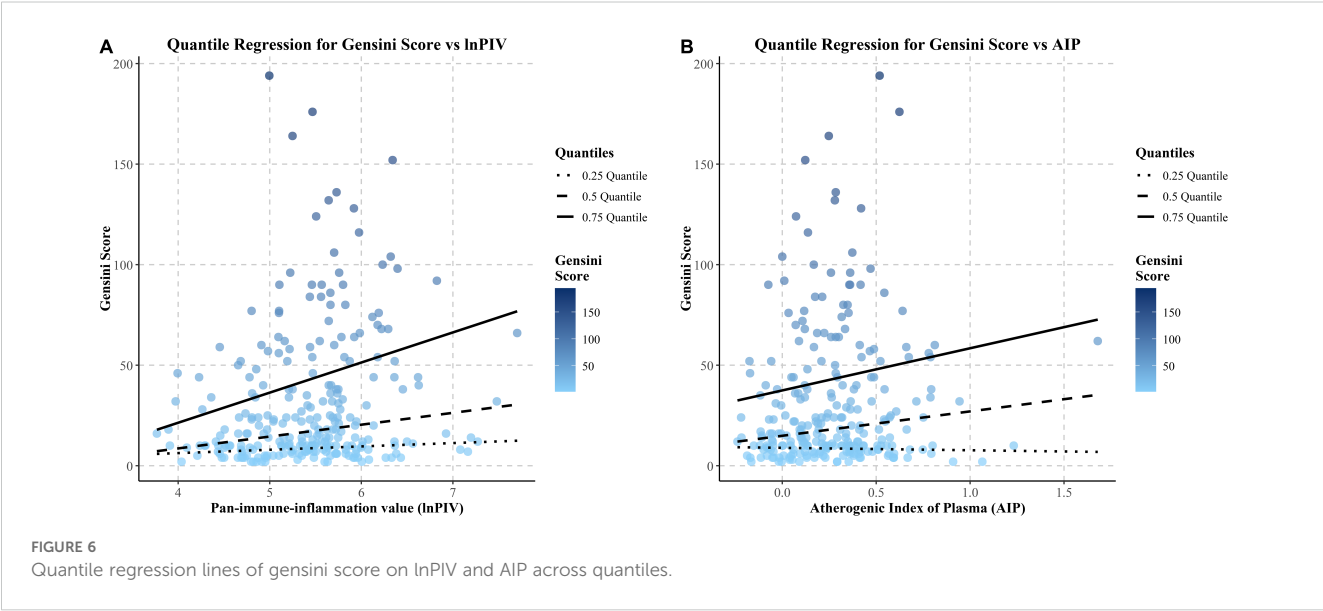 A
Quantile Regression for Gensini Score vs lnPIV
200
150
100
50
0
Gensini Score
4 5 6 7
Pan-immune-inflammation value (lnPIV)
Quantiles
0.25 Quantile
0.5 Quantile
0.75 Quantile
Gensini
Score
150
100
50
B
Quantile Regression for Gensini Score vs AIP
200
150
100
50
0
Gensini Score
0.0 0.5 1.0 1.5
Atherogenic Index of Plasma (AIP)
Quantiles
0.25 Quantile
0.5 Quantile
0.75 Quantile
Gensini
Score
150
100
50
FIGURE 6
Quantile regression lines of gensini score on lnPIV and AIP across quantiles.